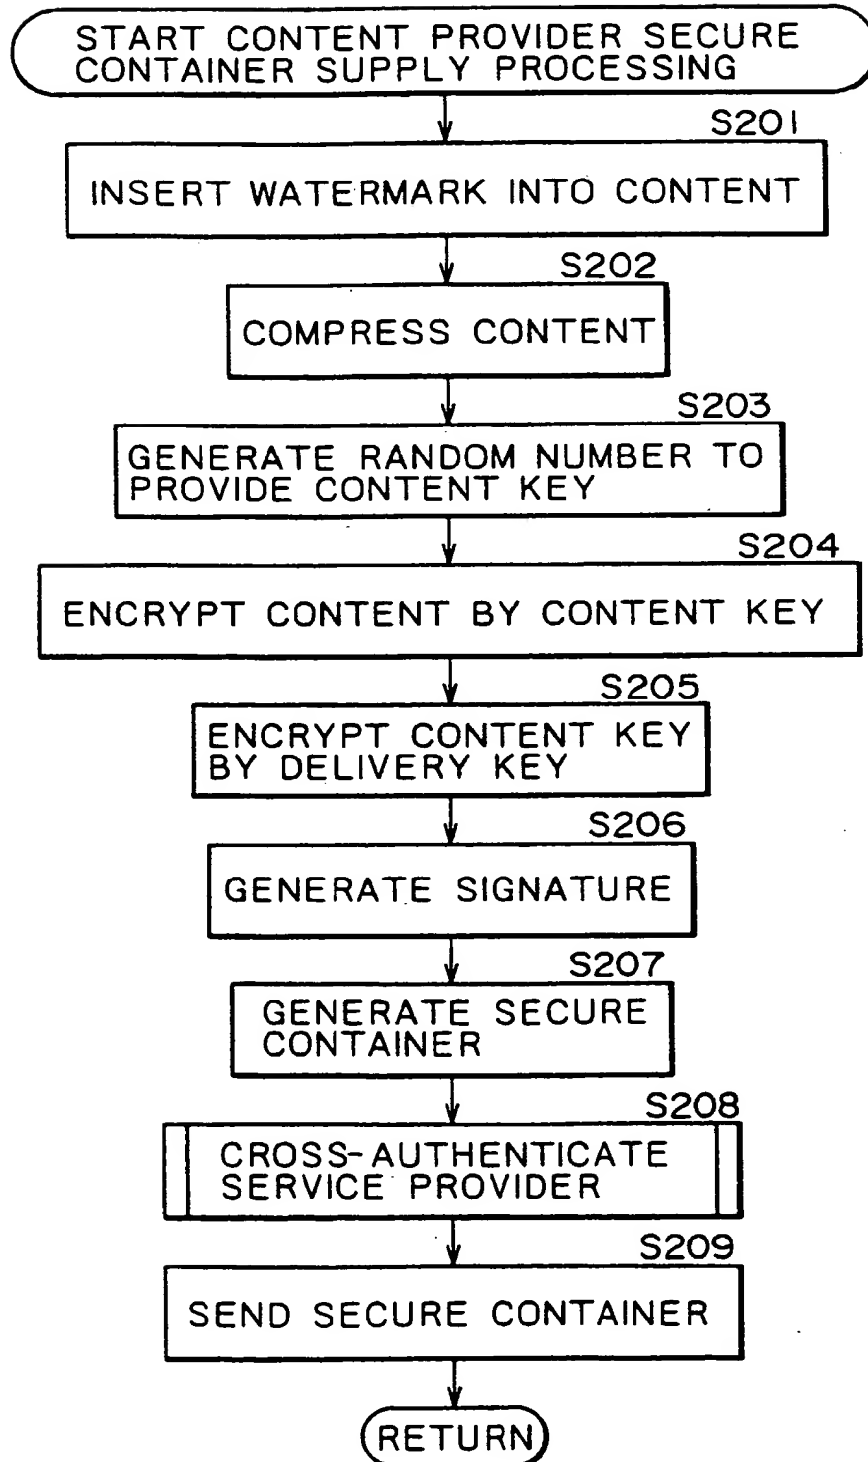 START CONTENT PROVIDER SECURE
CONTAINER SUPPLY PROCESSING
S201
INSERT WATERMARK INTO CONTENT
S202
COMPRESS CONTENT
S203
GENERATE RANDOM NUMBER TO
PROVIDE CONTENT KEY
S204
ENCRYPT CONTENT BY CONTENT KEY
S205
ENCRYPT CONTENT KEY
BY DELIVERY KEY
S206
GENERATE SIGNATURE
S207
GENERATE SECURE
CONTAINER
S208
CROSS-AUTHENTICATE
SERVICE PROVIDER
S209
SEND SECURE CONTAINER
RETURN